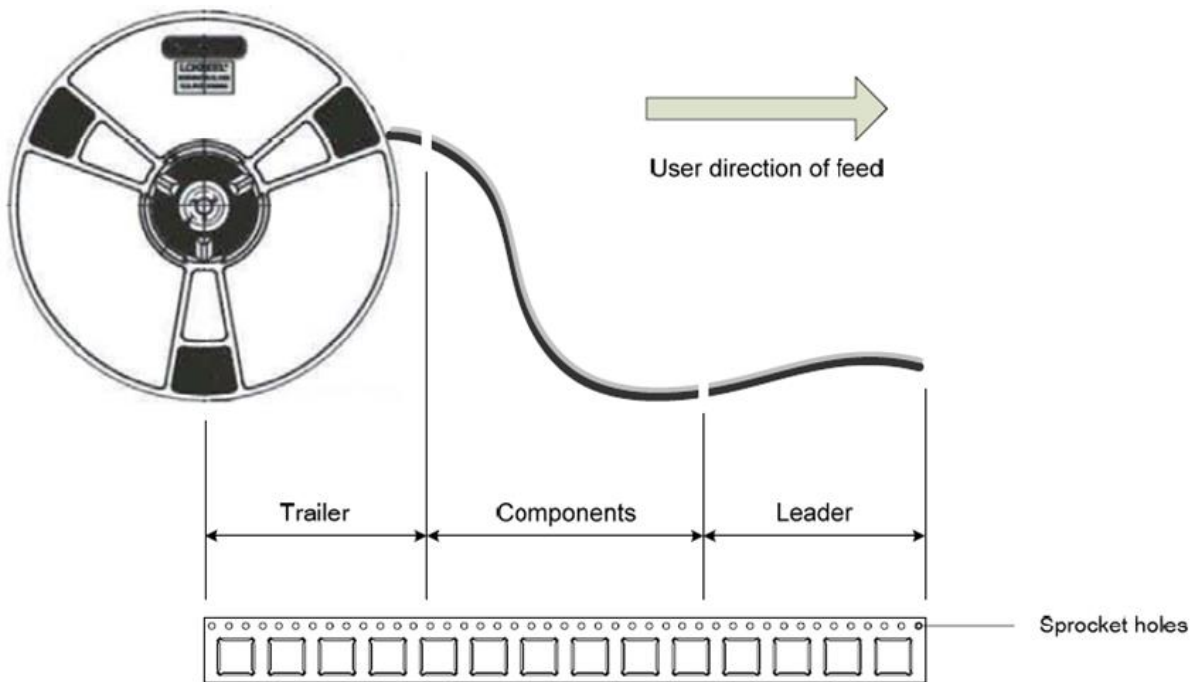 User direction of feed
Trailer
Components
Leader
Sprocket holes